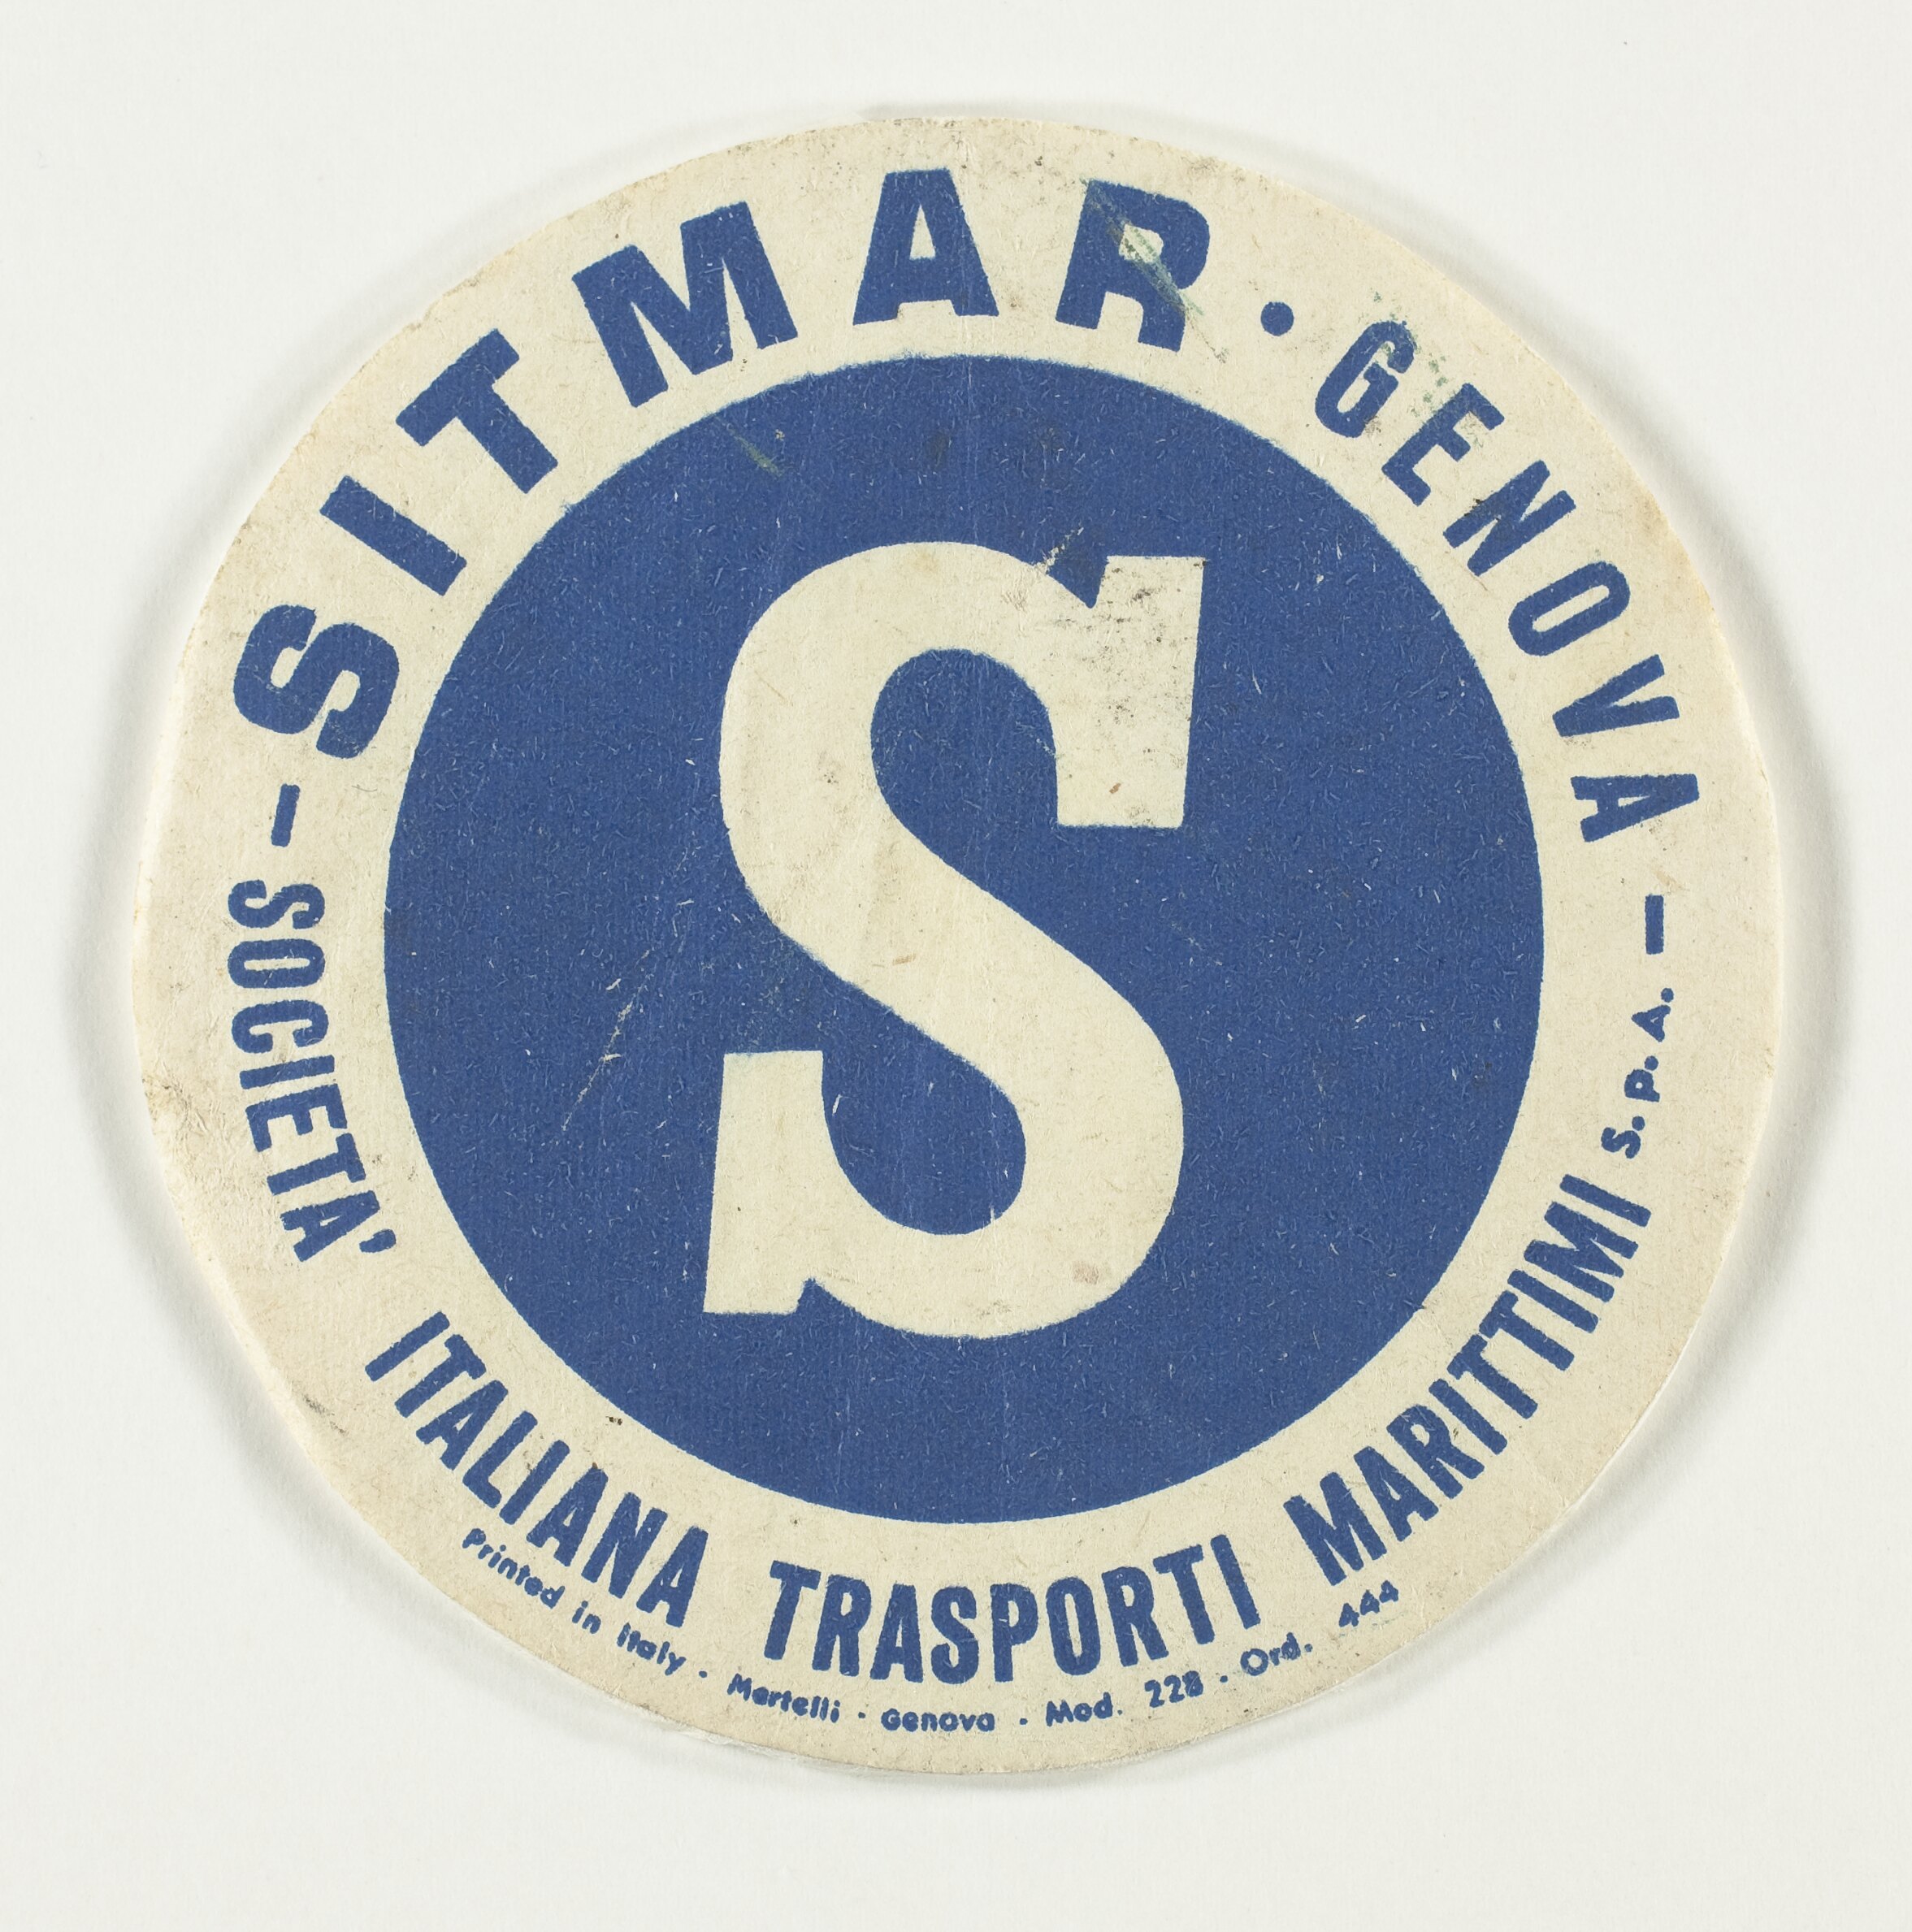 SITMAR · GENOVA –
– SOCIETA' ITALIANA TRASPORTI MARITTIMI S.p.A.
S
Printed in Italy · Martelli · Genova · Mod. 228 · Ord. 444